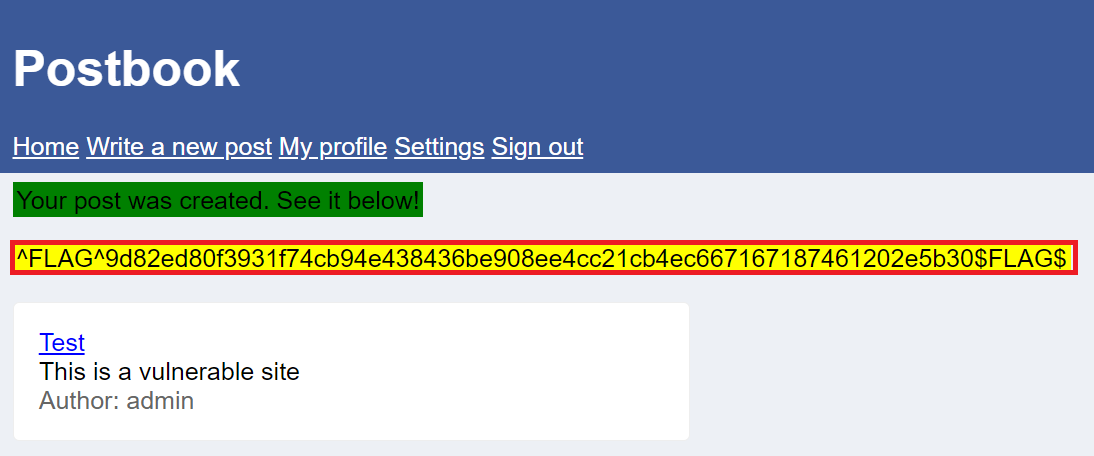 Postbook
Home Write a new post My profile Settings Sign out
Your post was created. See it below!
^FLAG^9d82ed80f3931f74cb94e438436be908ee4cc21cb4ec667167187461202e5b30$FLAG$
Test
This is a vulnerable site
Author: admin